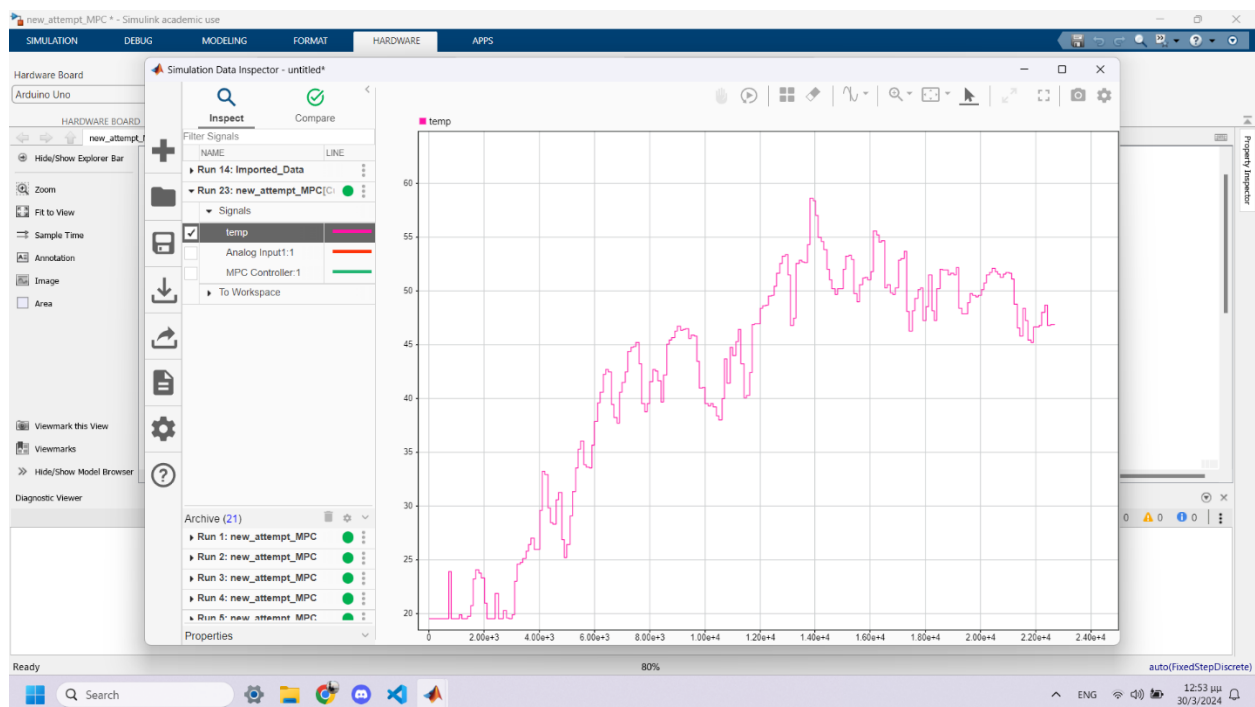 new_attempt_MPC * - Simulink academic use
SIMULATION DEBUG MODELING FORMAT HARDWARE APPS
Hardware Board
Arduino Uno
HARDWARE BOARD
new_attempt_
Hide/Show Explorer Bar
Zoom
Fit to View
Sample Time
Annotation
Image
Area
Viewmark this View
Viewmarks
Hide/Show Model Browser
Diagnostic Viewer
Simulation Data Inspector - untitled*
Inspect Compare
Filter Signals
NAME LINE
Run 14: Imported_Data
Run 23: new_attempt_MPC[C
Signals
temp
Analog Input1:1
MPC Controller:1
To Workspace
Archive (21)
Run 1: new_attempt_MPC
Run 2: new_attempt_MPC
Run 3: new_attempt_MPC
Run 4: new_attempt_MPC
Run 5: new_attempt_MPC
Properties
temp
60
55
50
45
40
35
30
25
20
0 2.00e+3 4.00e+3 6.00e+3 8.00e+3 1.00e+4 1.20e+4 1.40e+4 1.60e+4 1.80e+4 2.00e+4 2.20e+4 2.40e+4
Property Inspector
0 0 0
Ready 80% auto(FixedStepDiscrete)
Search
ENG
12:53 μμ
30/3/2024